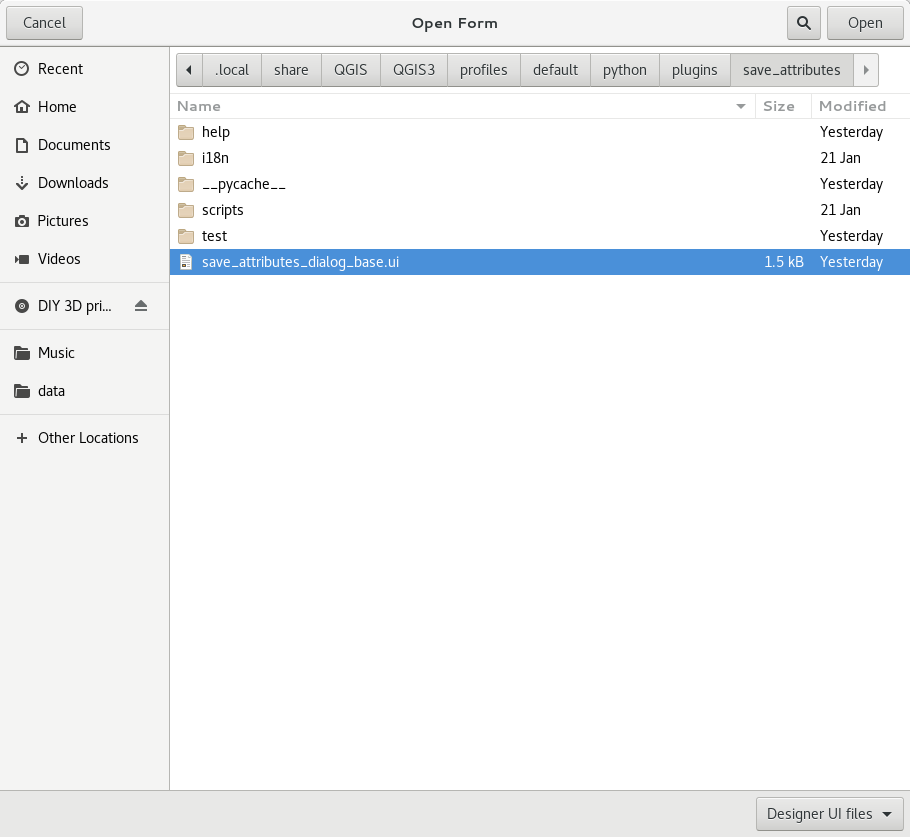 Cancel Open Form Open
Recent
Home
Documents
Downloads
Pictures
Videos
DIY 3D pri...
Music
data
Other Locations
.local share QGIS QGIS3 profiles default python plugins save_attributes
Name Size Modified
help Yesterday
i18n 21 Jan
__pycache__ Yesterday
scripts 21 Jan
test Yesterday
save_attributes_dialog_base.ui 1.5 kB Yesterday
Designer UI files